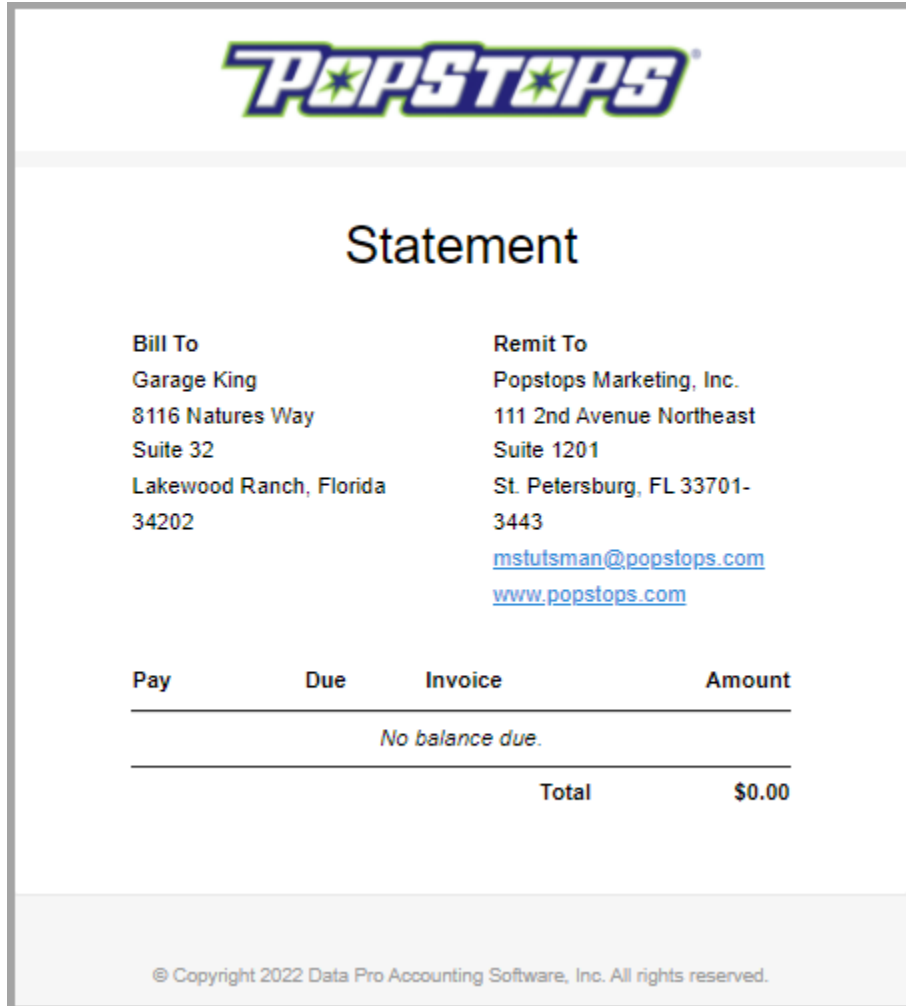 POPSTOPS®
Statement
Bill To
Garage King
8116 Natures Way
Suite 32
Lakewood Ranch, Florida
34202
Remit To
Popstops Marketing, Inc.
111 2nd Avenue Northeast
Suite 1201
St. Petersburg, FL 33701-
3443
mstutsman@popstops.com
www.popstops.com
Pay Due Invoice Amount
No balance due.
Total $0.00
© Copyright 2022 Data Pro Accounting Software, Inc. All rights reserved.